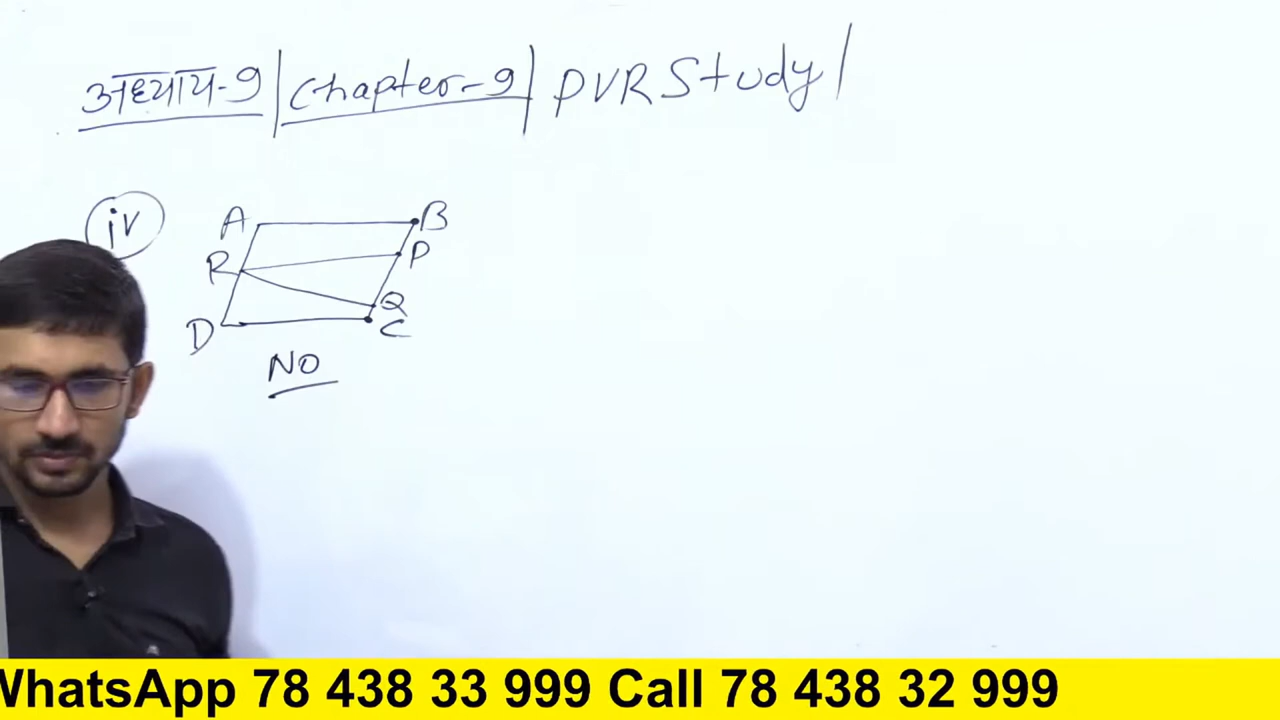 अध्याय-9 | Chapter-9 | PVR Study |
iv
A B
R P
Q
D C
NO
WhatsApp 78 438 33 999 Call 78 438 32 999